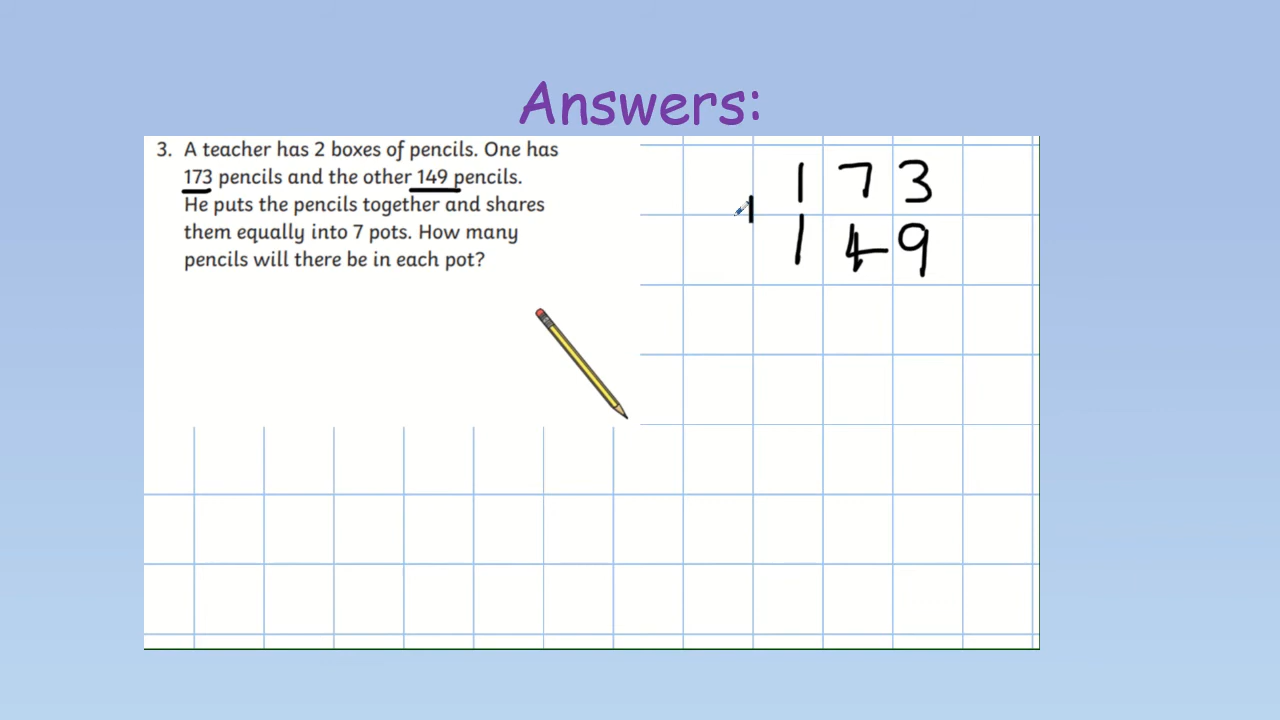 Answers:
3. A teacher has 2 boxes of pencils. One has
173 pencils and the other 149 pencils.
He puts the pencils together and shares
them equally into 7 pots. How many
pencils will there be in each pot?
173
149